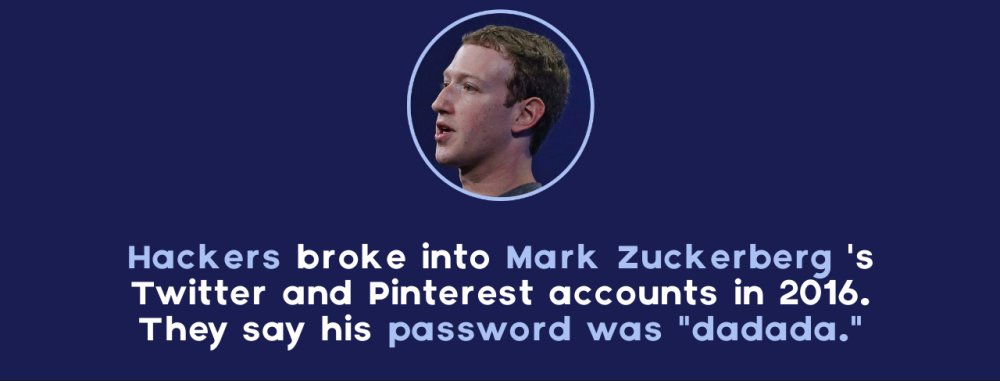 Hackers broke into Mark Zuckerberg 's
Twitter and Pinterest accounts in 2016.
They say his password was "dadada."